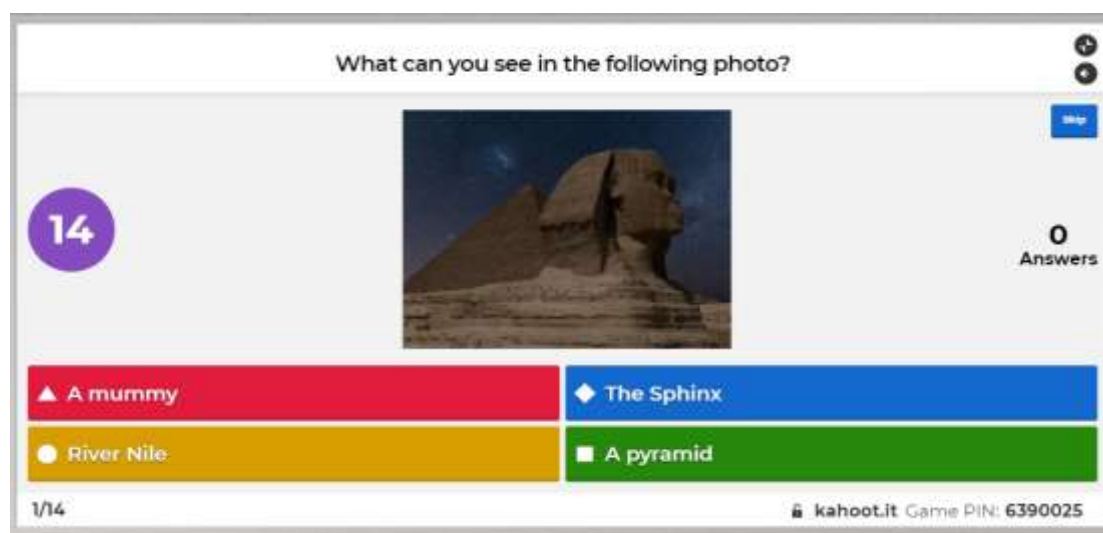 What can you see in the following photo?
Skip
14
0
Answers
A mummy
The Sphinx
River Nile
A pyramid
1/14
kahoot.it Game PIN: 6390025